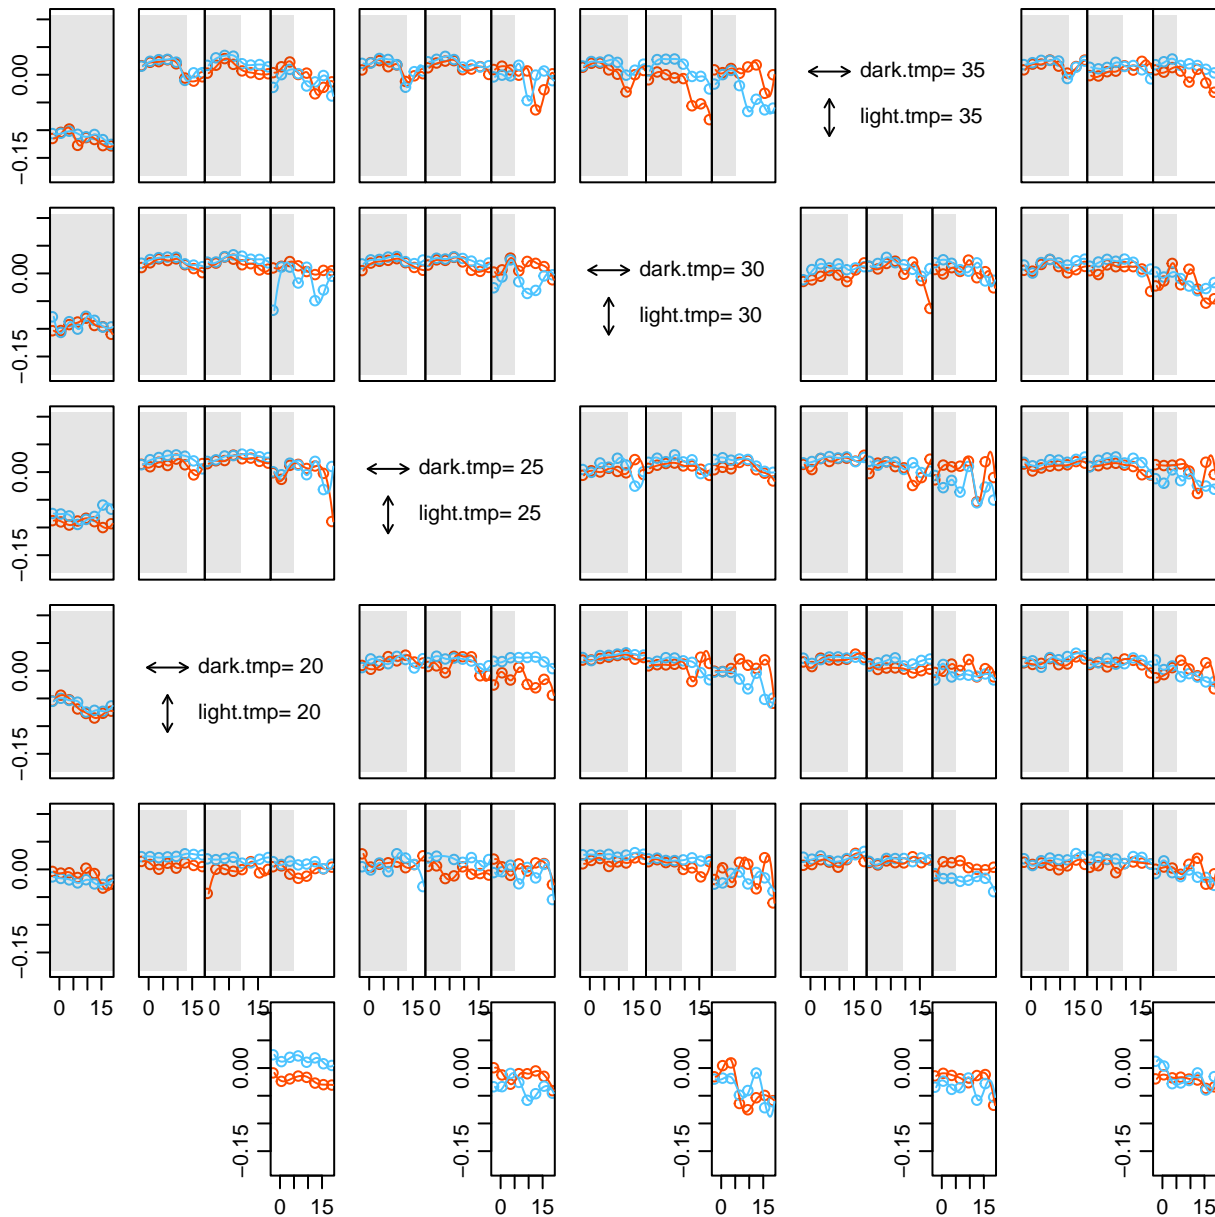 0.00
−0.15
dark.tmp= 35
light.tmp= 35
0.00
−0.15
dark.tmp= 30
light.tmp= 30
0.00
−0.15
dark.tmp= 25
light.tmp= 25
0.00
−0.15
dark.tmp= 20
light.tmp= 20
0.00
−0.15
0 15 0 15 0 15 0 15 0 15 0 15 0 15 0 15 0 15 0 15 0 15
0.00 0.00 0.00 0.00 0.00
−0.15 −0.15 −0.15 −0.15 −0.15
0 15 0 15 0 15 0 15 0 15